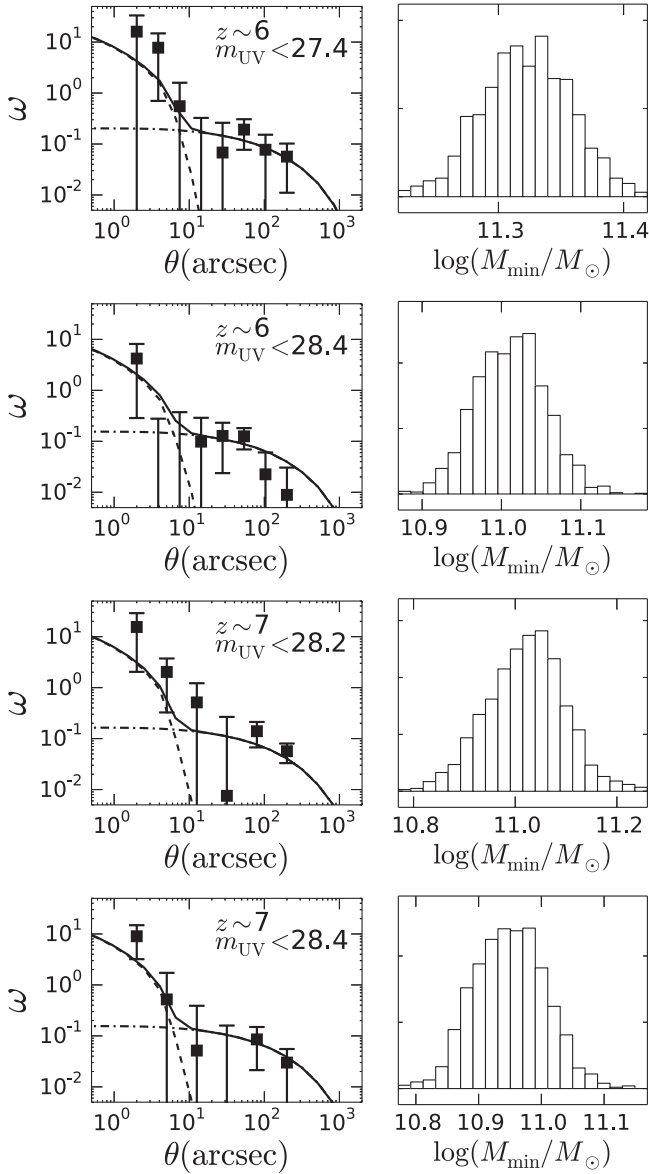 z~6
m_UV<27.4
10^1
10^0
10^-1
10^-2
ω
10^0 10^1 10^2 10^3
θ(arcsec)
11.3 11.4
log(M_min/M_⊙)
z~6
m_UV<28.4
10^1
10^0
10^-1
10^-2
ω
10^0 10^1 10^2 10^3
θ(arcsec)
10.9 11.0 11.1
log(M_min/M_⊙)
z~7
m_UV<28.2
10^1
10^0
10^-1
10^-2
ω
10^0 10^1 10^2 10^3
θ(arcsec)
10.8 11.0 11.2
log(M_min/M_⊙)
z~7
m_UV<28.4
10^1
10^0
10^-1
10^-2
ω
10^0 10^1 10^2 10^3
θ(arcsec)
10.8 10.9 11.0 11.1
log(M_min/M_⊙)